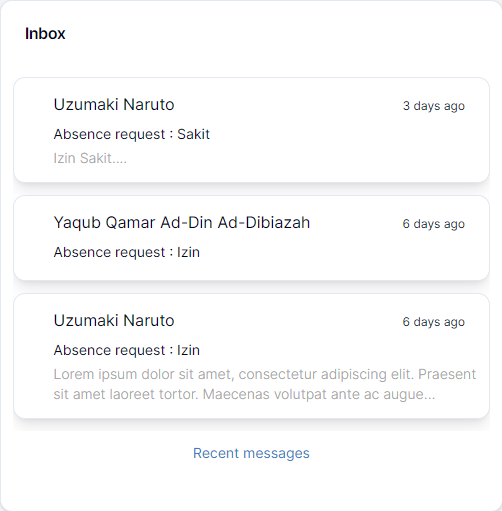 Inbox
Uzumaki Naruto
3 days ago
Absence request : Sakit
Izin Sakit....
Yaqub Qamar Ad-Din Ad-Dibiazah
6 days ago
Absence request : Izin
Uzumaki Naruto
6 days ago
Absence request : Izin
Lorem ipsum dolor sit amet, consectetur adipiscing elit. Praesent
sit amet laoreet tortor. Maecenas volutpat ante ac augue...
Recent messages